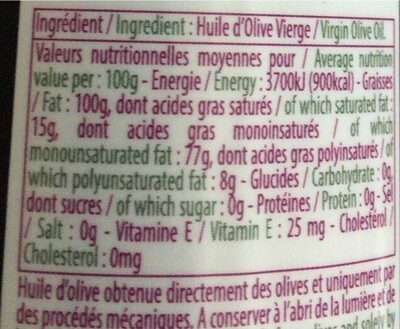 Ingrédient / Ingredient : Huile d'Olive Vierge / Virgin Olive Oil.
Valeurs nutritionnelles moyennes pour / Average nutrition
value per : 100g - Energie / Energy : 3700kJ (900kcal) - Graisses
/ Fat : 100g, dont acides gras saturés / of which saturated fat :
15g, dont acides gras monoinsaturés / of which
monounsaturated fat : 77g, dont acides gras polyinsaturés / of
which polyunsaturated fat : 8g - Glucides / Carbohydrate : 0g,
dont sucres / of which sugar : 0g - Protéines / Protein : 0g - Sel
/ Salt : 0g - Vitamine E / Vitamin E : 25 mg - Cholestérol /
Cholesterol : 0mg
Huile d'olive obtenue directement des olives et uniquement par
des procédés mécaniques. A conserver à l'abri de la lumière et de
and solely by